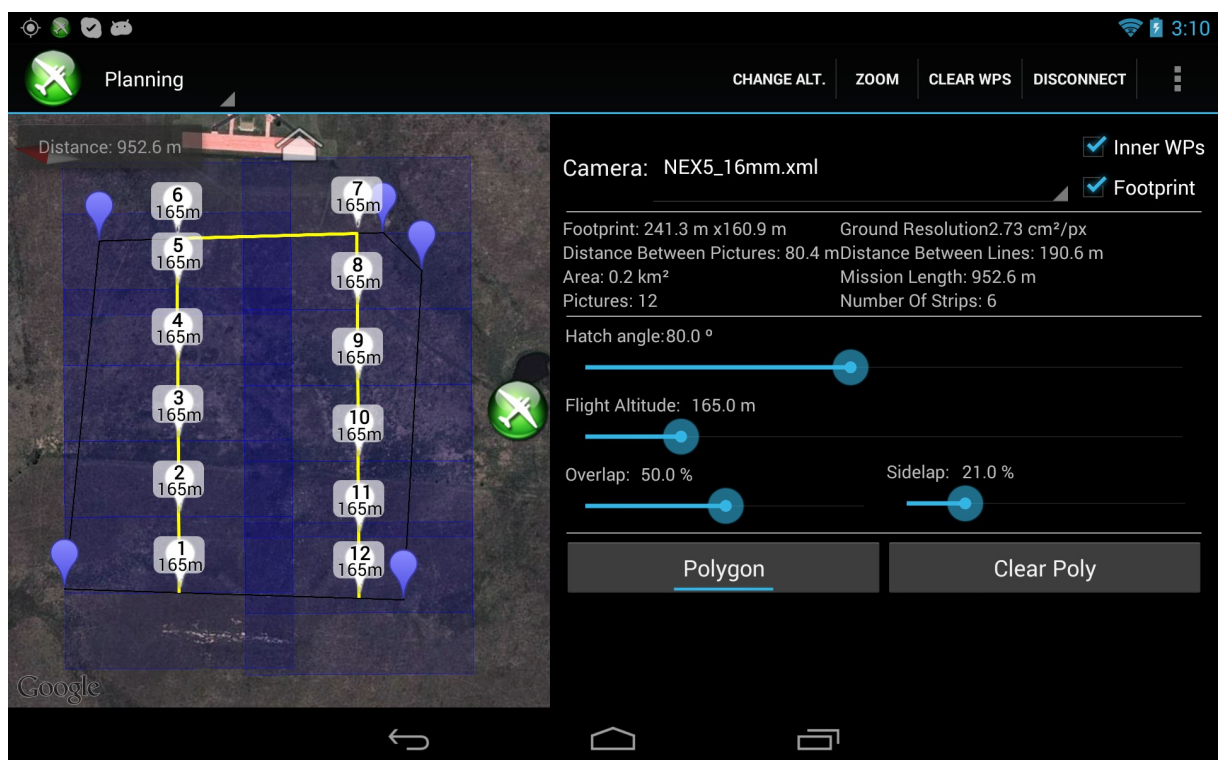 3:10
Planning
CHANGE ALT. ZOOM CLEAR WPS DISCONNECT
Distance: 952.6 m
6
165m
7
165m
5
165m
8
165m
4
165m
9
165m
3
165m
10
165m
2
165m
11
165m
1
165m
12
165m
Google
Camera: NEX5_16mm.xml
Inner WPs
Footprint
Footprint: 241.3 m x160.9 m Ground Resolution2.73 cm²/px
Distance Between Pictures: 80.4 mDistance Between Lines: 190.6 m
Area: 0.2 km² Mission Length: 952.6 m
Pictures: 12 Number Of Strips: 6
Hatch angle:80.0 º
Flight Altitude: 165.0 m
Overlap: 50.0 % Sidelap: 21.0 %
Polygon Clear Poly